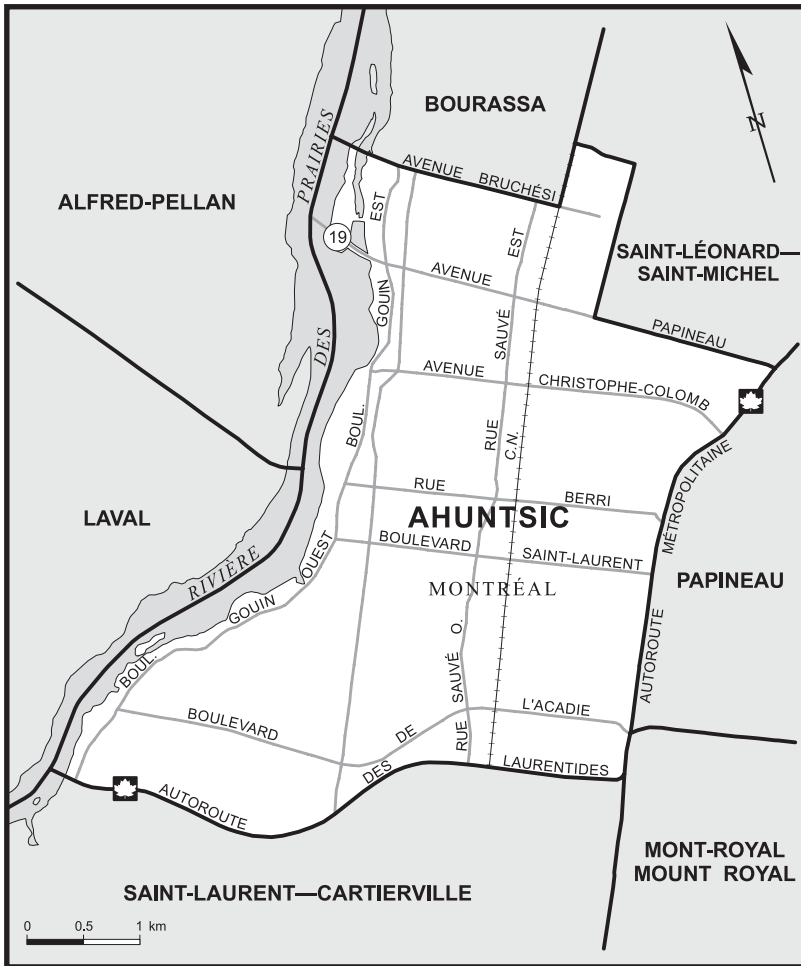 BOURASSA
N
PRAIRIES
AVENUE BRUCHÉSI
ALFRED-PELLAN
EST
EST
19
SAINT-LÉONARD—
SAINT-MICHEL
AVENUE
PAPINEAU
GOUIN
DES
SAUVÉ
AVENUE CHRISTOPHE-COLOMB
BOUL.
RUE
C.N.
MÉTROPOLITAINE
RUE BERRI
LAVAL
AHUNTSIC
BOULEVARD SAINT-LAURENT
OUEST
RIVIÈRE
PAPINEAU
MONTRÉAL
GOUIN
O.
AUTOROUTE
BOUL.
SAUVÉ
L'ACADIE
BOULEVARD
DE
RUE
DES
LAURENTIDES
AUTOROUTE
MONT-ROYAL
MOUNT ROYAL
SAINT-LAURENT—CARTIERVILLE
0 0.5 1 km